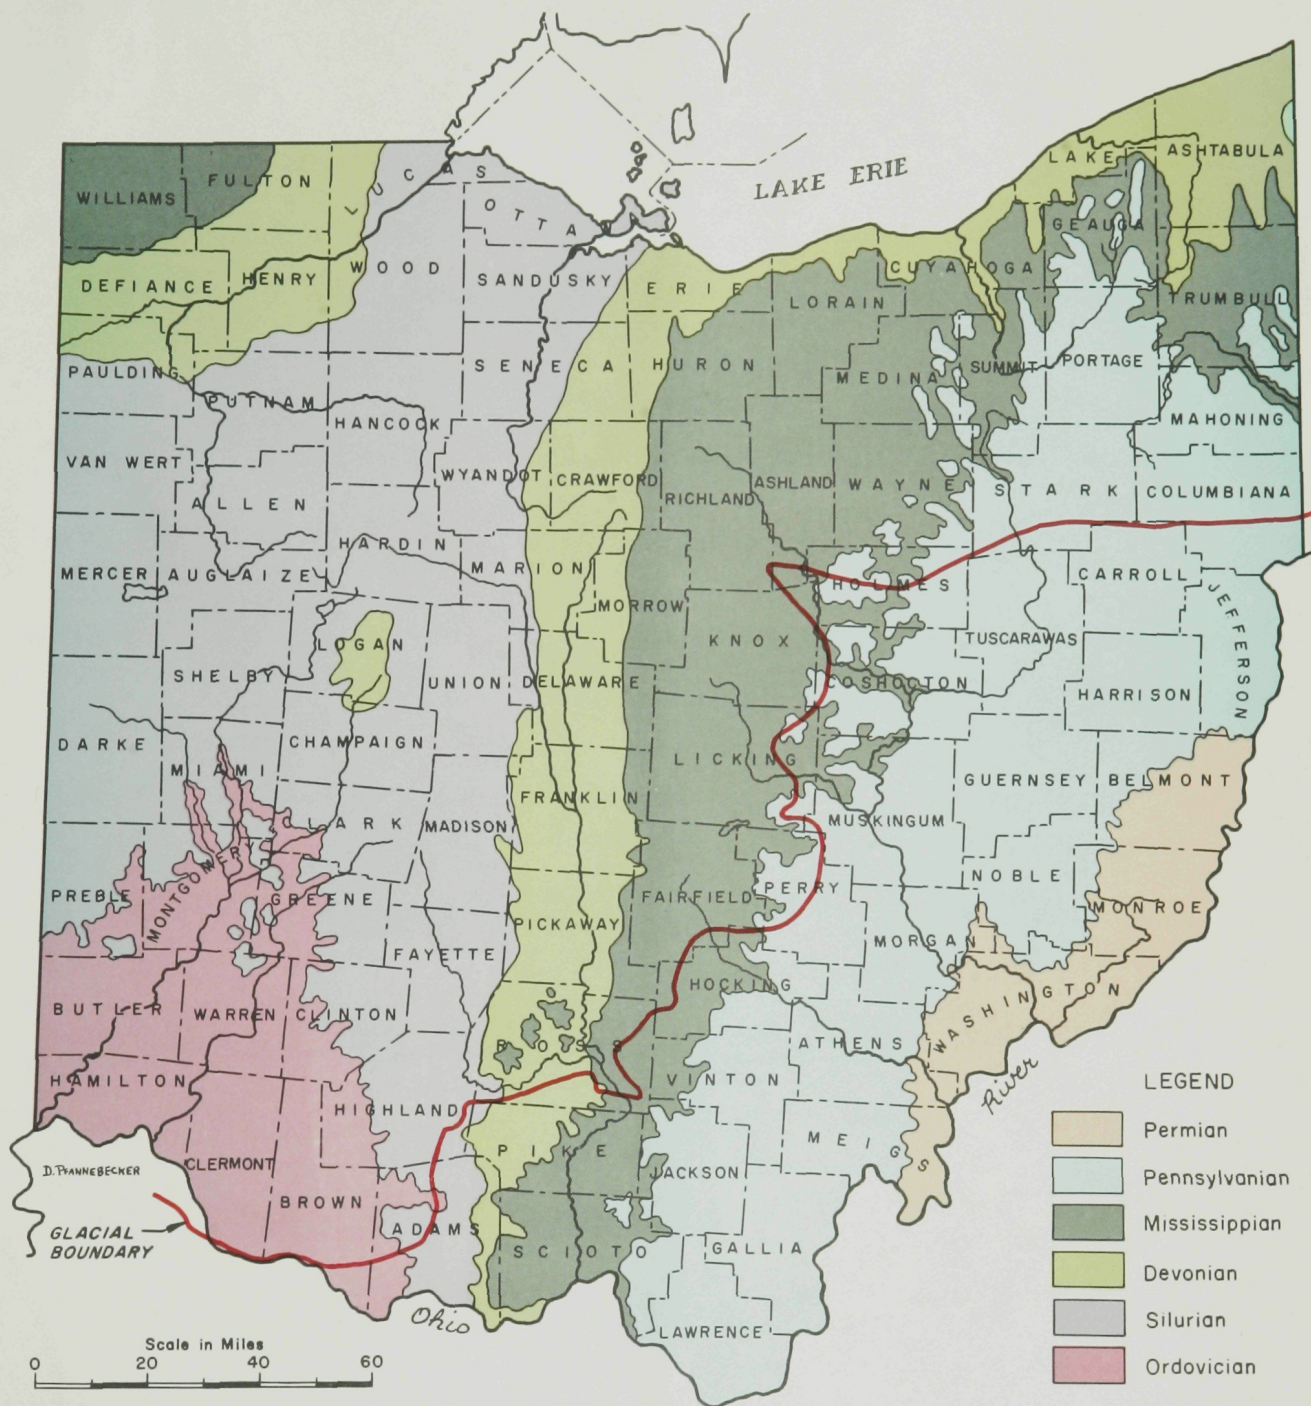 LAKE ERIE
LAKE
ASHTABULA
WILLIAMS
FULTON
LUCAS
OTTAWA
GEAUGA
WOOD
SANDUSKY
ERIE
CUYAHOGA
DEFIANCE
HENRY
LORAIN
TRUMBULL
PAULDING
SENECA
HURON
MEDINA
SUMMIT
PORTAGE
PUTNAM
HANCOCK
MAHONING
VAN WERT
WYANDOT
CRAWFORD
RICHLAND
ASHLAND
WAYNE
STARK
COLUMBIANA
ALLEN
HARDIN
MERCER
AUGLAIZE
MARION
HOLMES
CARROLL
JEFFERSON
MORROW
LOGAN
KNOX
TUSCARAWAS
SHELBY
UNION
DELAWARE
COSHOCTON
HARRISON
DARKE
CHAMPAIGN
MIAMI
LICKING
GUERNSEY
BELMONT
FRANKLIN
CLARK
MADISON
MUSKINGUM
MONTGOMERY
PREBLE
GREENE
FAIRFIELD
PERRY
NOBLE
MONROE
PICKAWAY
FAYETTE
MORGAN
HOCKING
WASHINGTON
BUTLER
WARREN
CLINTON
ROSS
ATHENS
HAMILTON
HIGHLAND
VINTON
River
MEIGS
PIKE
CLERMONT
JACKSON
BROWN
ADAMS
SCIOTO
GALLIA
LAWRENCE
Ohio
D. PFANNEBECKER
GLACIAL
BOUNDARY
LEGEND
Permian
Pennsylvanian
Mississippian
Devonian
Silurian
Ordovician
Scale in Miles
0 20 40 60